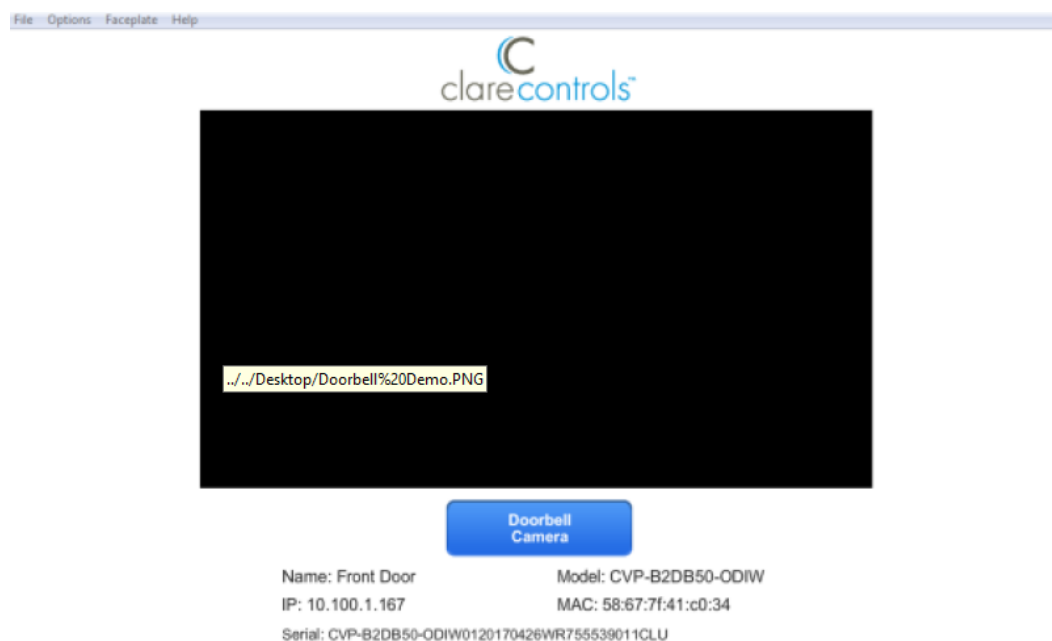 File Options Faceplate Help
clarecontrols™
../../Desktop/Doorbell%20Demo.PNG
Doorbell
Camera
Name: Front Door Model: CVP-B2DB50-ODIW
IP: 10.100.1.167 MAC: 58:67:7f:41:c0:34
Serial: CVP-B2DB50-ODIW0120170426WR755539011CLU